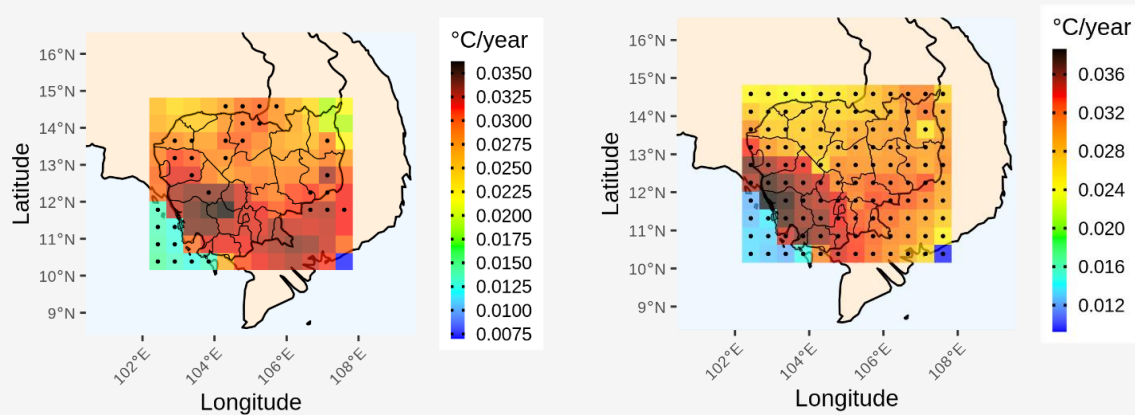 °C/year
16°N
15°N
14°N
13°N
12°N
11°N
10°N
9°N
Latitude
102°E
104°E
106°E
108°E
Longitude
0.0350
0.0325
0.0300
0.0275
0.0250
0.0225
0.0200
0.0175
0.0150
0.0125
0.0100
0.0075
°C/year
16°N
15°N
14°N
13°N
12°N
11°N
10°N
9°N
Latitude
102°E
104°E
106°E
108°E
Longitude
0.036
0.032
0.028
0.024
0.020
0.016
0.012